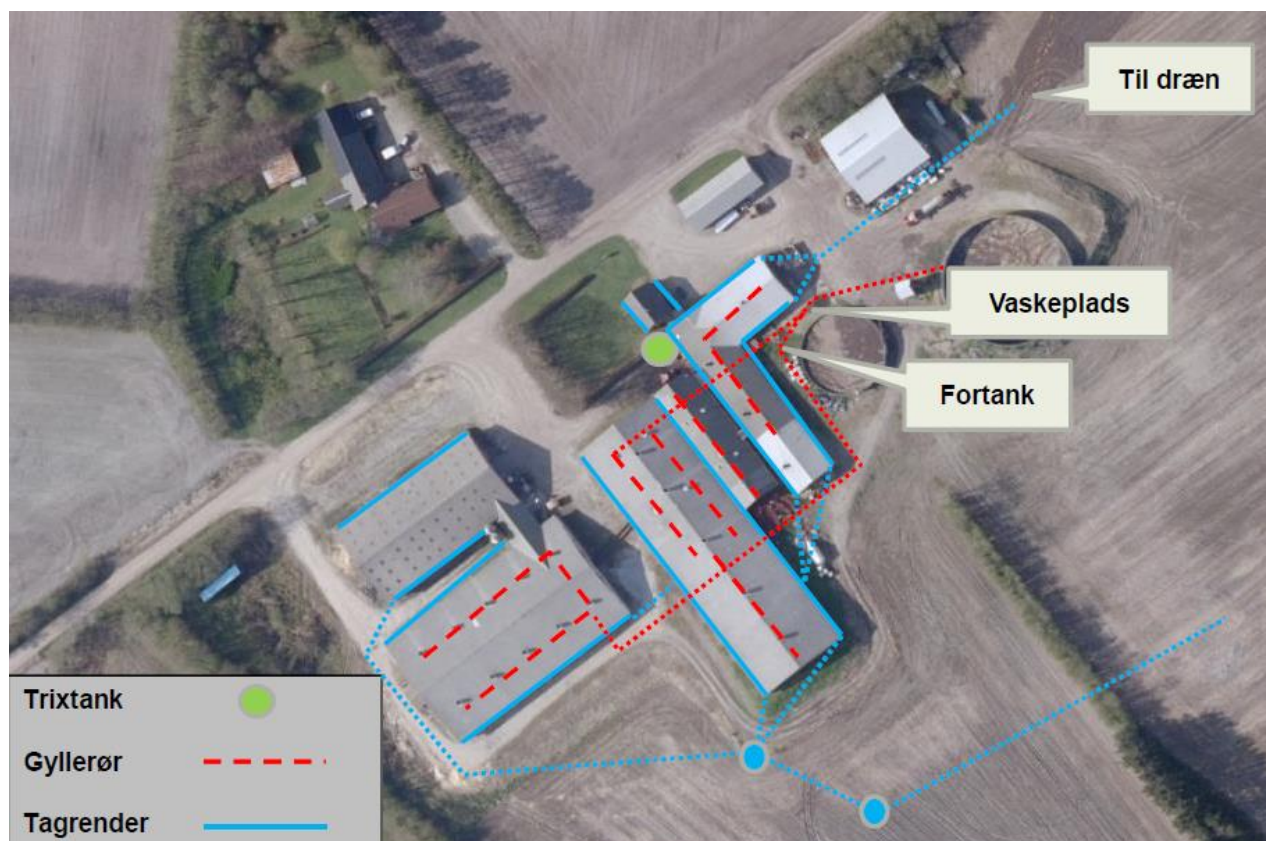 Til dræn
Vaskeplads
Fortank
Trixtank
Gyllerør
Tagrender